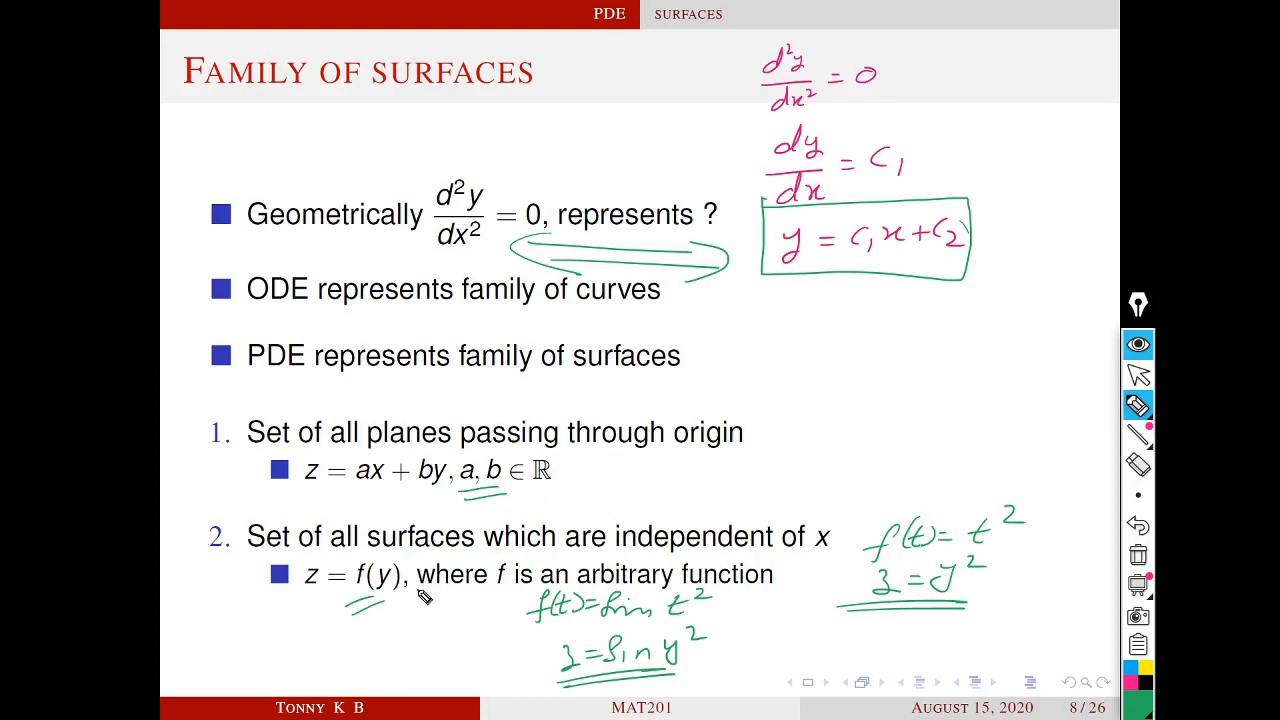 PDE SURFACES
FAMILY OF SURFACES
d²y/dx² = 0
dy/dx = C₁
y = C₁x + C₂
■ Geometrically d²y/dx² = 0, represents ?
■ ODE represents family of curves
■ PDE represents family of surfaces
1. Set of all planes passing through origin
■ z = ax + by, a, b ∈ ℝ
2. Set of all surfaces which are independent of x
■ z = f(y), where f is an arbitrary function
f(t) = t²
z = y²
f(t) = sin t²
z = sin y²
TONNY K B MAT201 AUGUST 15, 2020 8 / 26